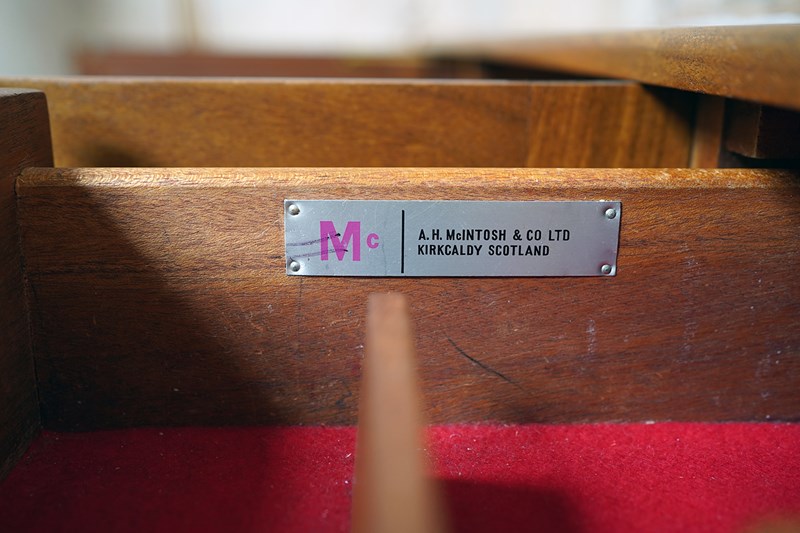 Mc
A.H. McINTOSH & CO LTD
KIRKCALDY SCOTLAND